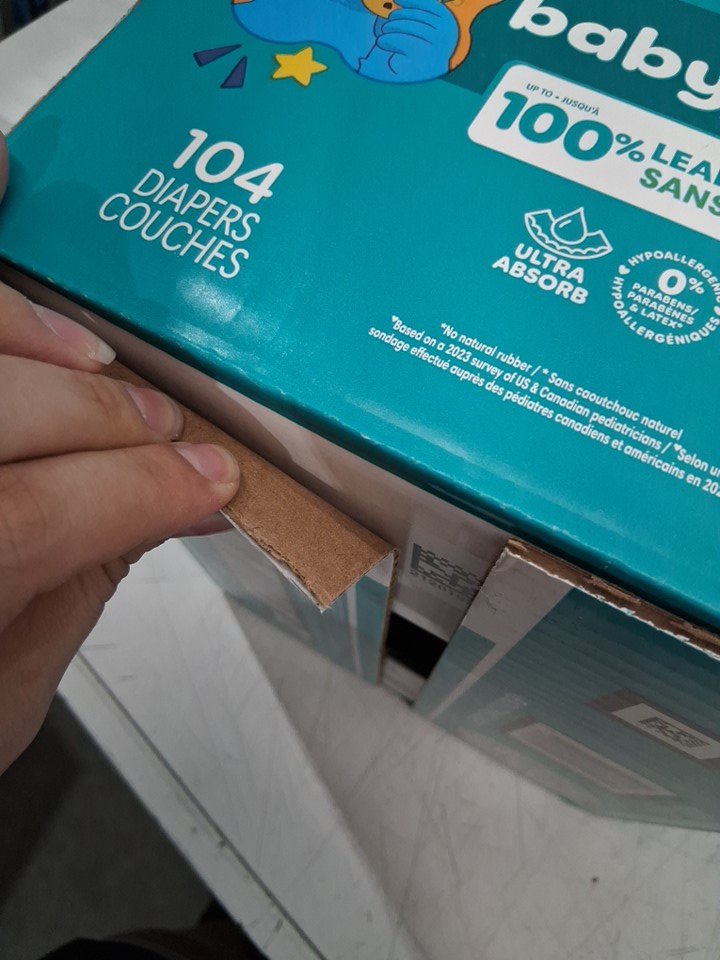 baby
UP TO • JUSQU'À
100% LEA
SANS
104
DIAPERS
COUCHES
ULTRA
ABSORB
HYPOALLERGEN
0%
PARABENS/
PARABÈNES
& LATEX*
HYPOALLERGÉNIQUES
*No natural rubber / * Sans caoutchouc naturel
♥Based on a 2023 survey of US & Canadian pediatricians / ♥Selon un
sondage effectué auprès des pédiatres canadiens et américains en 202